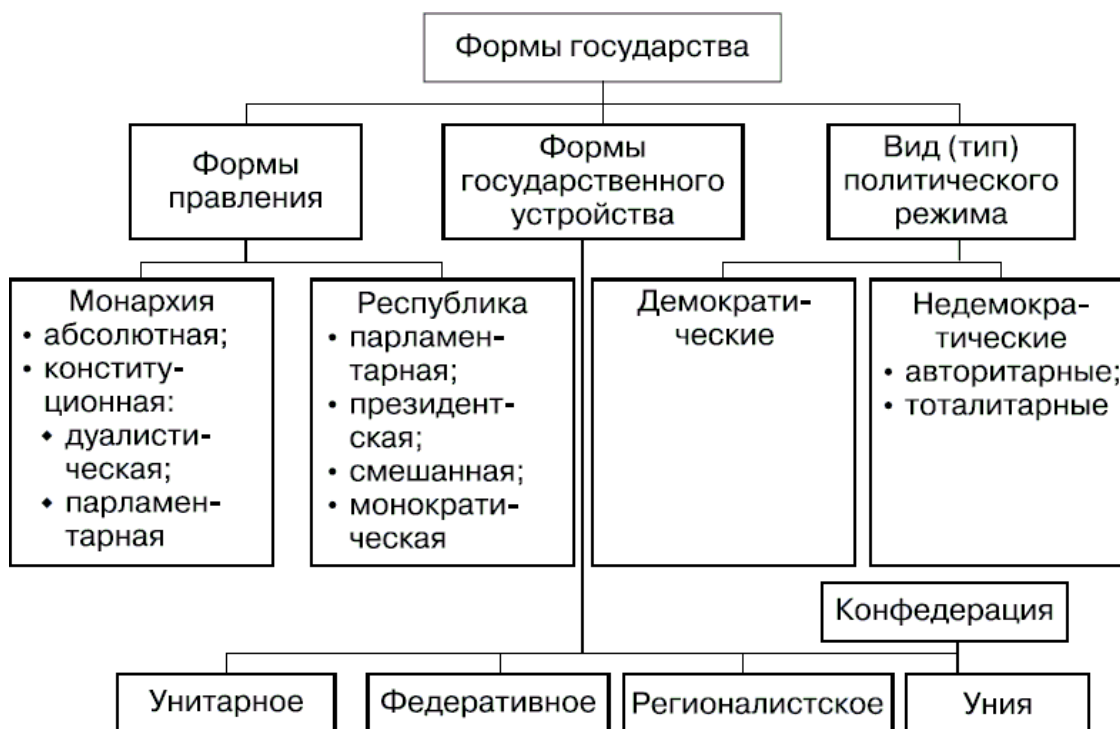 Формы государства
Формы
правления
Формы
государственного
устройства
Вид (тип)
политического
режима
Монархия
• абсолютная;
• конститу-
ционная:
◆ дуалисти-
ческая;
◆ парламен-
тарная
Республика
• парламен-
тарная;
• президент-
ская;
• смешанная;
• монократи-
ческая
Демократи-
ческие
Недемокра-
тические
• авторитарные;
• тоталитарные
Конфедерация
Унитарное
Федеративное
Регионалистское
Уния